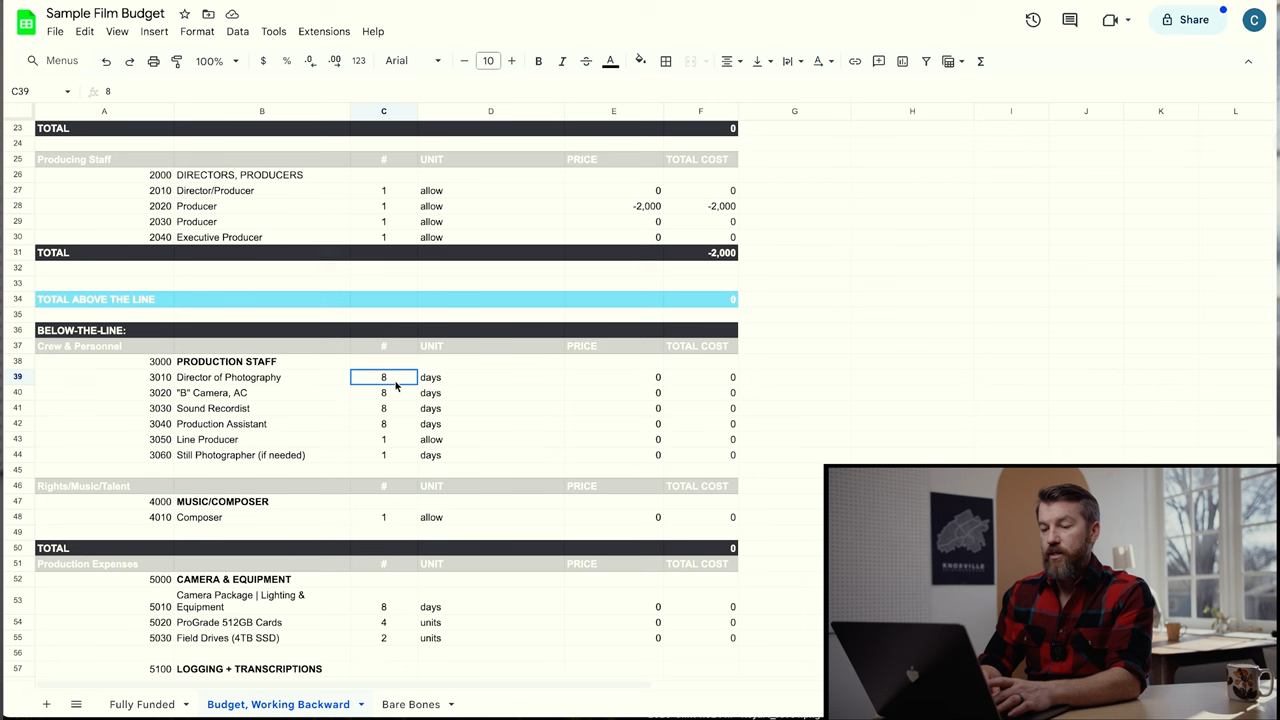 Sample Film Budget
File Edit View Insert Format Data Tools Extensions Help
Share C
Menus 100% $ % .0 .00 123 Arial 10 B I A
C39 8
A B C D E F G H I J K L
23 TOTAL 0
24
25 Producing Staff # UNIT PRICE TOTAL COST
26 2000 DIRECTORS, PRODUCERS
27 2010 Director/Producer 1 allow 0 0
28 2020 Producer 1 allow -2,000 -2,000
29 2030 Producer 1 allow 0 0
30 2040 Executive Producer 1 allow 0 0
31 TOTAL -2,000
32
33
34 TOTAL ABOVE THE LINE 0
35
36 BELOW-THE-LINE:
37 Crew & Personnel # UNIT PRICE TOTAL COST
38 3000 PRODUCTION STAFF
39 3010 Director of Photography 8 days 0 0
40 3020 "B" Camera, AC 8 days 0 0
41 3030 Sound Recordist 8 days 0 0
42 3040 Production Assistant 8 days 0 0
43 3050 Line Producer 1 allow 0 0
44 3060 Still Photographer (if needed) 1 days 0 0
45
46 Rights/Music/Talent # UNIT PRICE TOTAL COST
47 4000 MUSIC/COMPOSER
48 4010 Composer 1 allow 0 0
49
50 TOTAL 0
51 Production Expenses # UNIT PRICE TOTAL COST
52 5000 CAMERA & EQUIPMENT
Camera Package | Lighting &
53 5010 Equipment 8 days 0 0
54 5020 ProGrade 512GB Cards 4 units 0 0
55 5030 Field Drives (4TB SSD) 2 units 0 0
56
57 5100 LOGGING + TRANSCRIPTIONS
KNOXVILLE
Fully Funded Budget, Working Backward Bare Bones